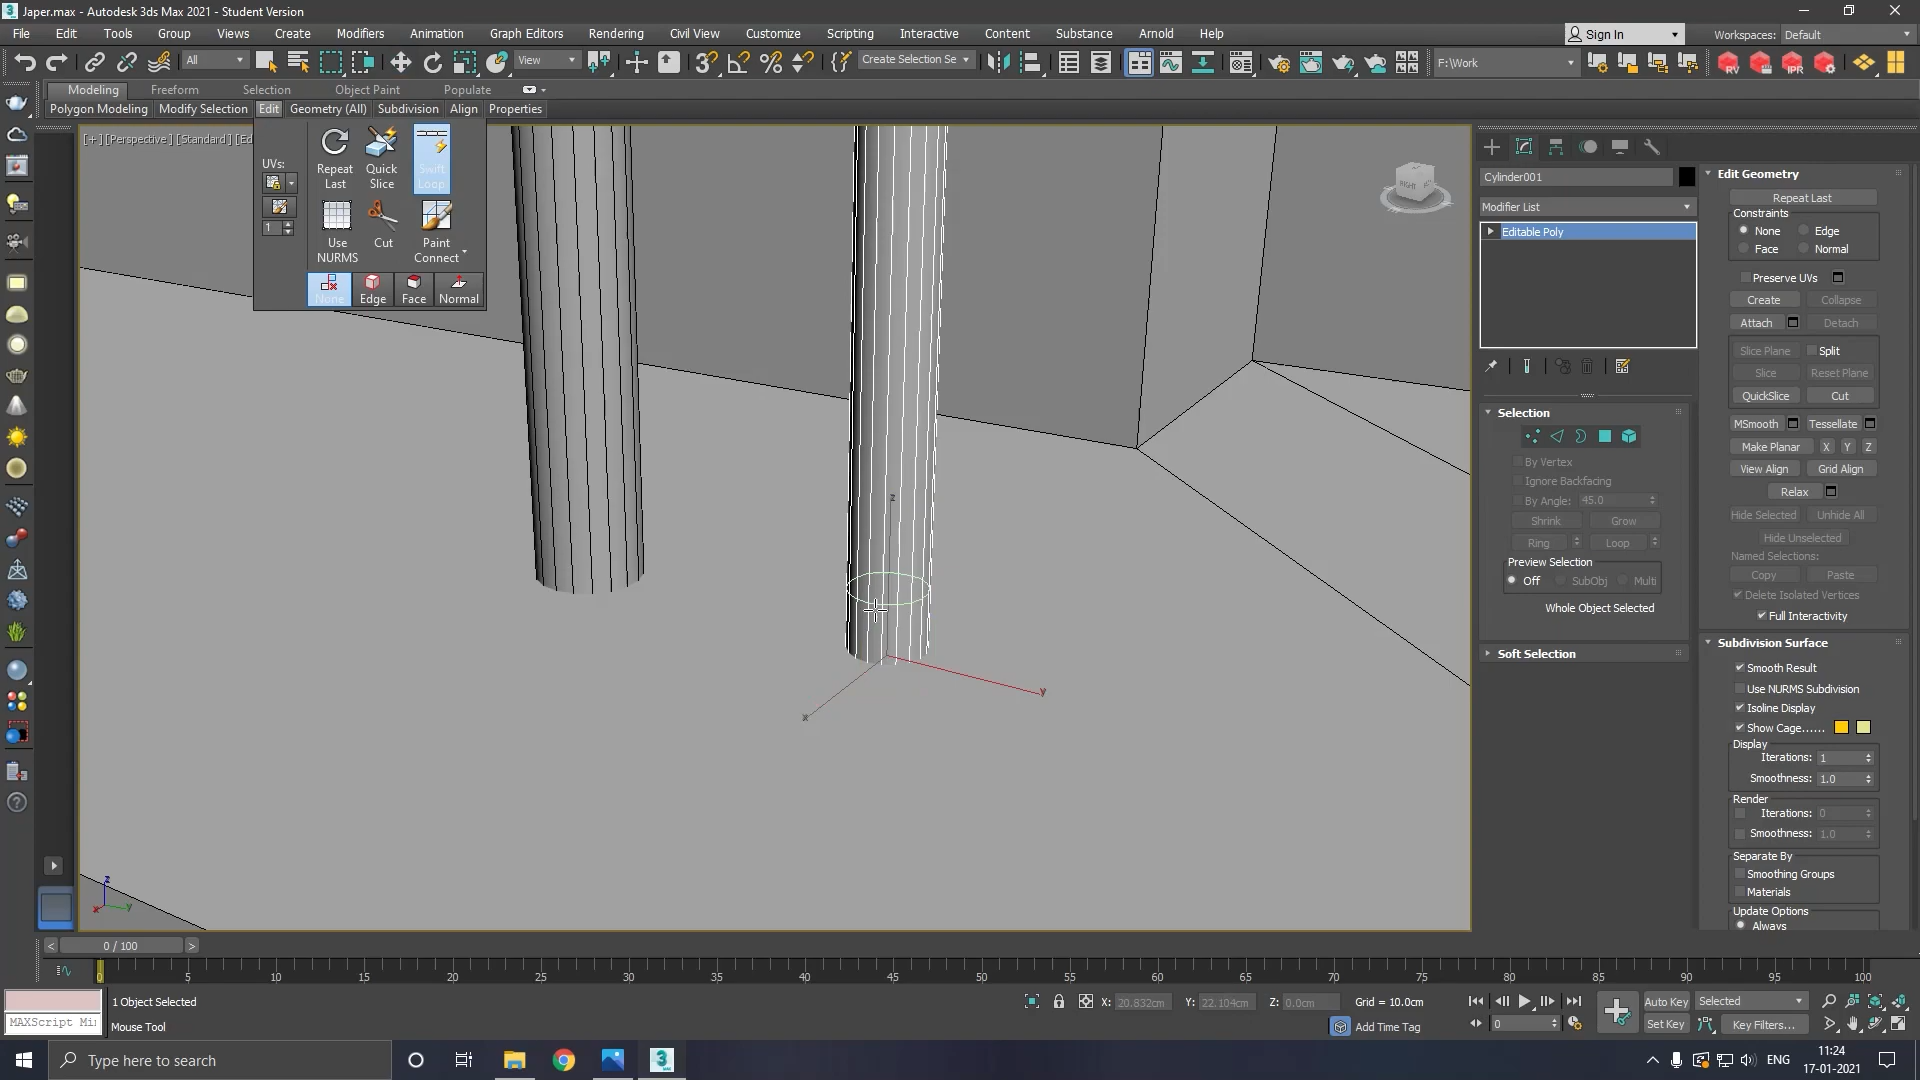 Japer.max - Autodesk 3ds Max 2021 - Student Version
File Edit Tools Group Views Create Modifiers Animation Graph Editors Rendering Civil View Customize Scripting Interactive Content Substance Arnold Help
Sign In
Workspaces: Default
All
View
Create Selection Se
F:\Work
Modeling Freeform Selection Object Paint Populate
Polygon Modeling Modify Selection Edit Geometry (All) Subdivision Align Properties
[+] [Perspective] [Standard] [Ed
UVs:
1
Repeat Last
Quick Slice
Swift Loop
Use NURMS
Cut
Paint Connect
None Edge Face Normal
RIGHT
z
y
x
z
x
y
Cylinder001
Modifier List
Editable Poly
Selection
By Vertex
Ignore Backfacing
By Angle: 45.0
Shrink Grow
Ring Loop
Preview Selection
Off SubObj Multi
Whole Object Selected
Soft Selection
Edit Geometry
Repeat Last
Constraints
None Edge
Face Normal
Preserve UVs
Create Collapse
Attach Detach
Slice Plane Split
Slice Reset Plane
QuickSlice Cut
MSmooth Tessellate
Make Planar X Y Z
View Align Grid Align
Relax
Hide Selected Unhide All
Hide Unselected
Named Selections:
Copy Paste
Delete Isolated Vertices
Full Interactivity
Subdivision Surface
Smooth Result
Use NURMS Subdivision
Isoline Display
Show Cage......
Display
Iterations: 1
Smoothness: 1.0
Render
Iterations: 0
Smoothness: 1.0
Separate By
Smoothing Groups
Materials
Update Options
Always
< 0 / 100 >
0 5 10 15 20 25 30 35 40 45 50 55 60 65 70 75 80 85 90 95 100
MAXScript Mi
1 Object Selected
Mouse Tool
X: 20.832cm Y: 22.104cm Z: 0.0cm Grid = 10.0cm
Add Time Tag
0
Auto Key Selected
Set Key Key Filters...
Type here to search
ENG
11:24
17-01-2021